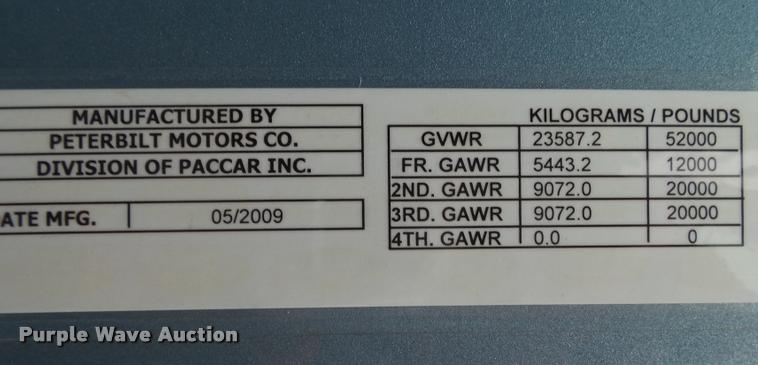 MANUFACTURED BY
PETERBILT MOTORS CO.
DIVISION OF PACCAR INC.
ATE MFG. 05/2009
KILOGRAMS / POUNDS
GVWR 23587.2 52000
FR. GAWR 5443.2 12000
2ND. GAWR 9072.0 20000
3RD. GAWR 9072.0 20000
4TH. GAWR 0.0 0
Purple Wave Auction